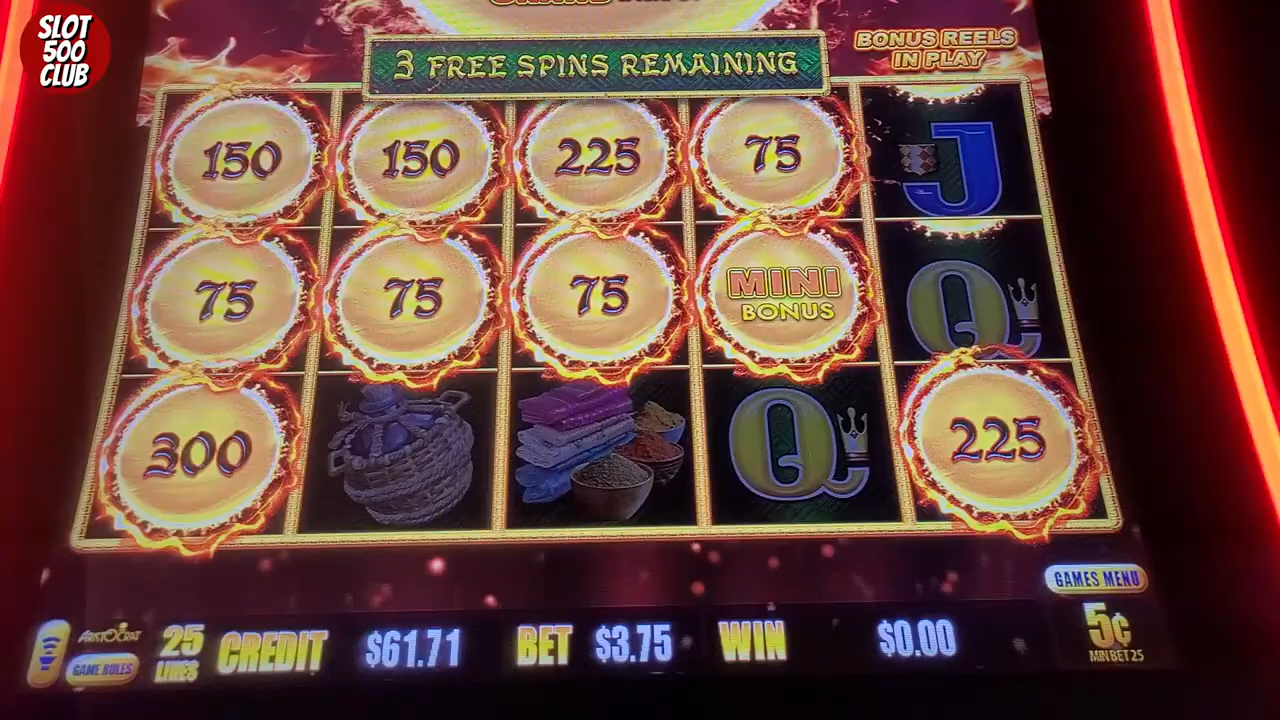 SLOT
500
CLUB
3 FREE SPINS REMAINING
BONUS REELS
IN PLAY
150 150 225 75 J
75 75 75 MINI
BONUS Q
300 Q 225
GAMES MENU
ARISTOCRAT
GAME RULES
25
LINES
CREDIT $61.71 BET $3.75 WIN $0.00
5¢
MIN BET 25